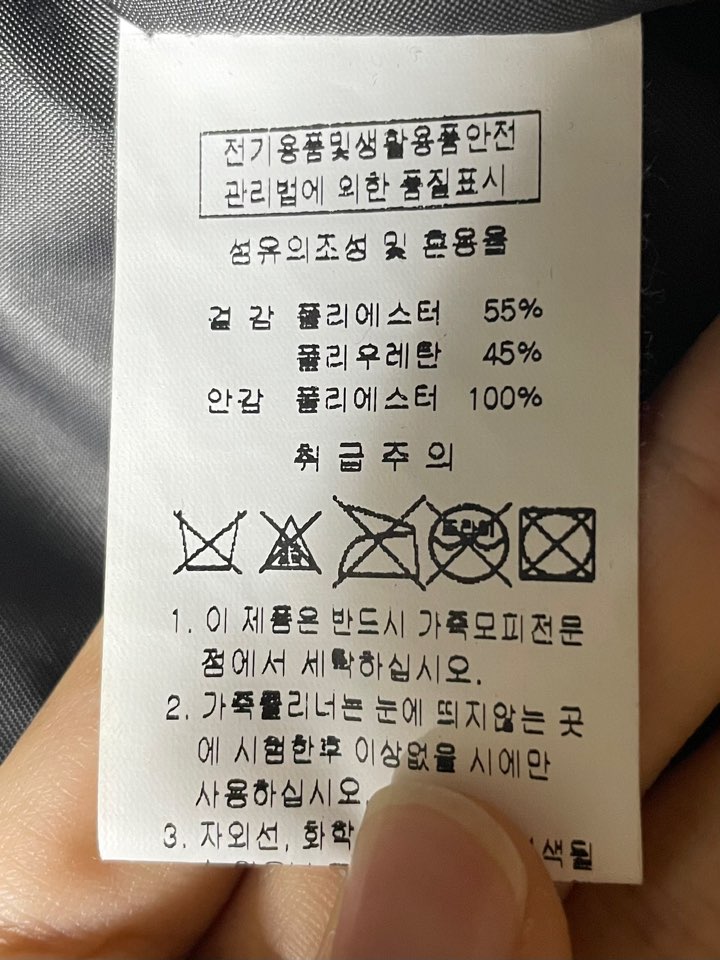 전기용품및생활용품안전
관리법에 의한 품질표시
섬유의조성 및 혼용율
겉 감 폴리에스터 55%
폴리우레탄 45%
안감 폴리에스터 100%
취 급 주 의
드라이
1. 이 제품은 반드시 가죽모피전문
점에서 세탁하십시오.
2. 가죽클리너는 눈에 띄지않는 곳
에 시험한후 이상없을 시에만
사용하십시오.
3. 자외선, 화학